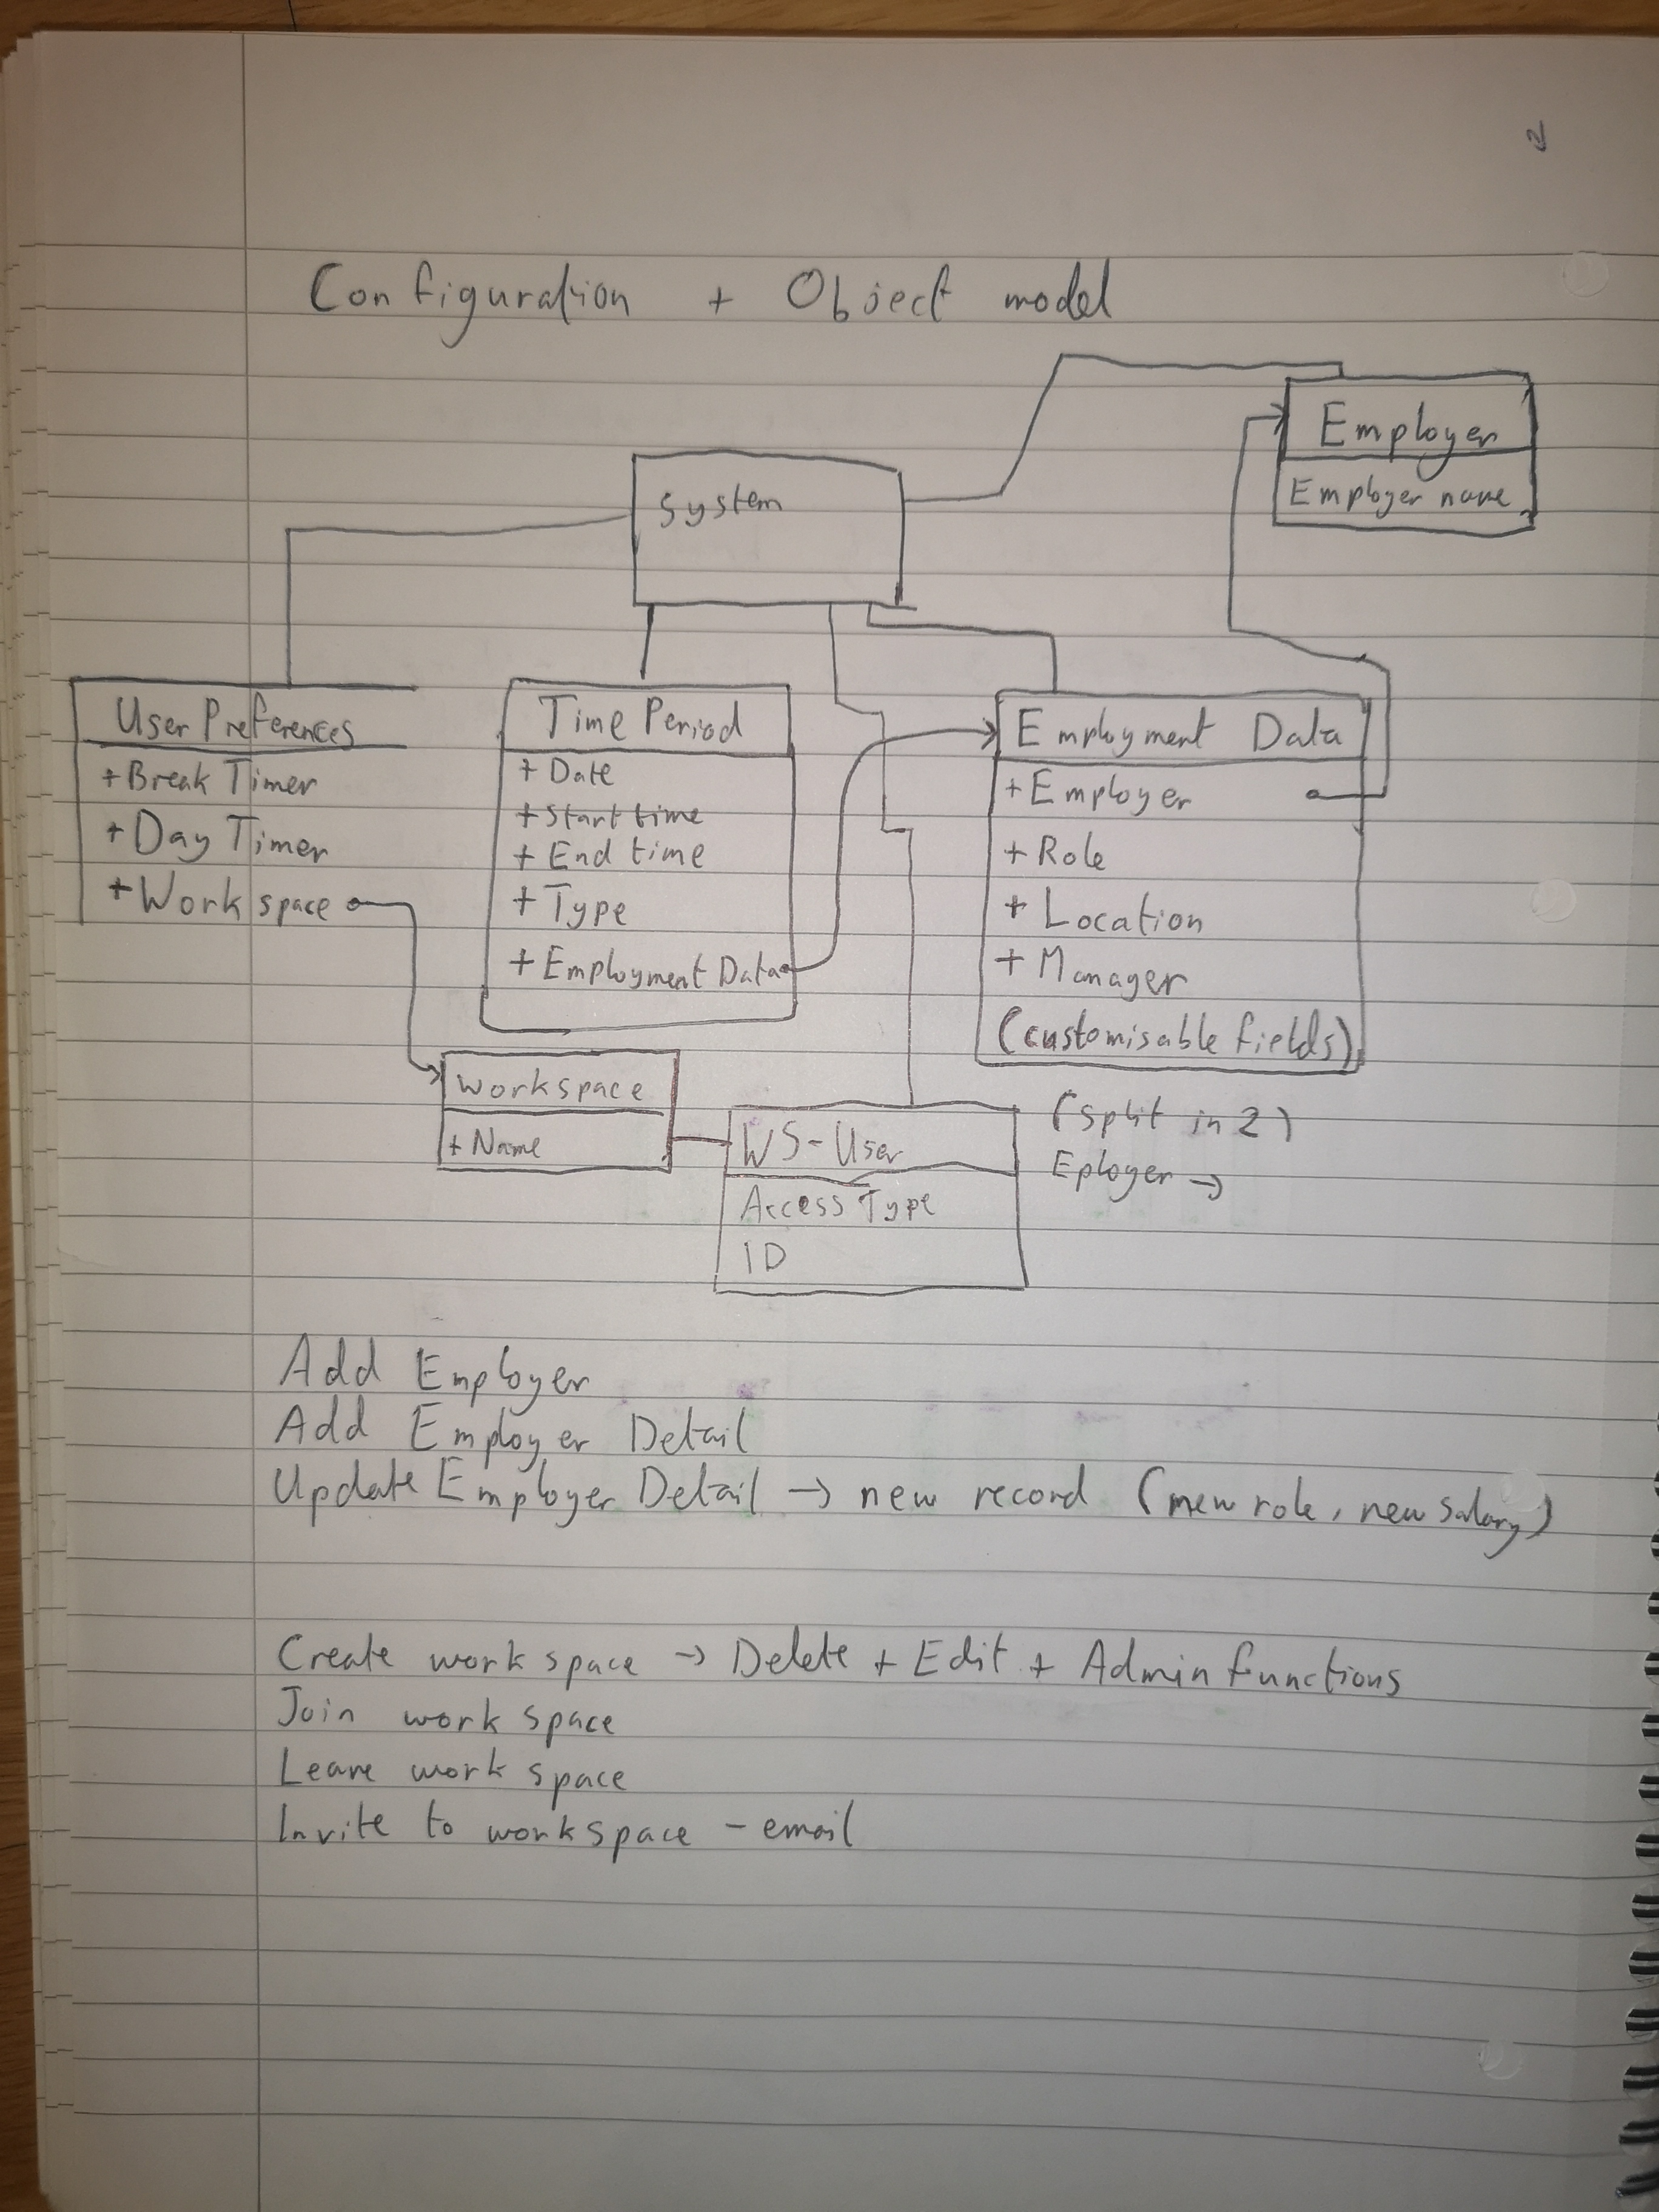 2
Configuration + Object model
Employer
Employer name
System
User Preferences
+ Break Timer
+ Day Timer
+ Workspace
Time Period
+ Date
+ Start time
+ End time
+ Type
+ Employment Data
Employment Data
+ Employer
+ Role
+ Location
+ Manager
(customisable fields)
Workspace
+ Name
WS-User
Access Type
ID
(split in 2)
Eployer →
Add Employer
Add Employer Detail
Update Employer Detail → new record (new role, new salary)
Create workspace → Delete + Edit + Admin functions
Join workspace
Leave workspace
Invite to workspace - email